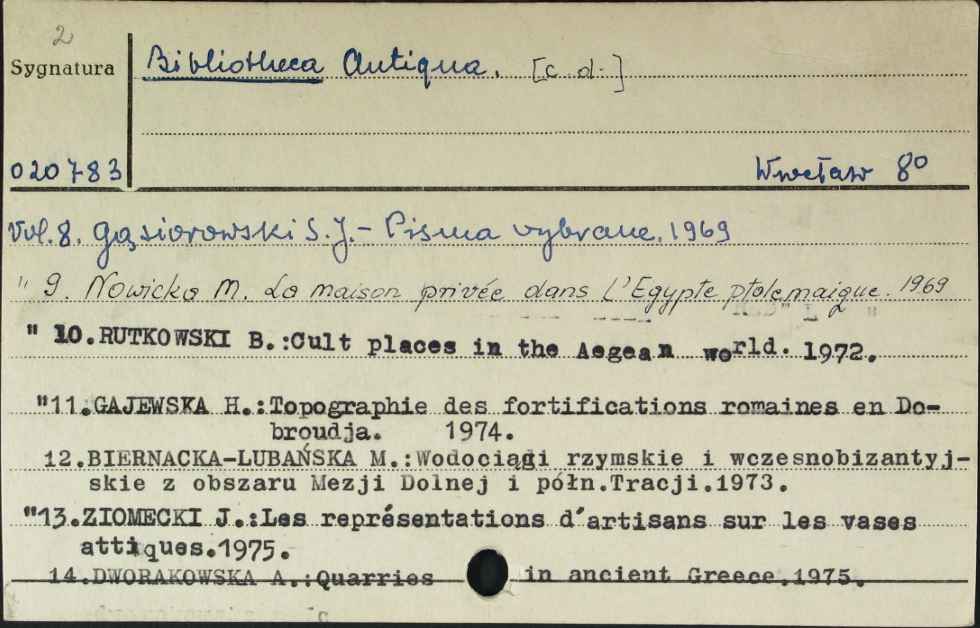 2
Sygnatura
Bibliotheca Antiqua. [c.d.]
020783
Wrocław 8º
Vol. 8. Gąsiorowski S.J. – Pisma wybrane. 1969
" 9. Nowicka M. La maison privée dans L'Egypte ptolemaique. 1969
" 10.RUTKOWSKI B.:Cult places in the Aegean world. 1972.
"11.GAJEWSKA H.:Topographie des fortifications romaines en Do-
broudja. 1974.
12.BIERNACKA-LUBAŃSKA M.:Wodociągi rzymskie i wczesnobizantyj-
skie z obszaru Mezji Dolnej i półn.Tracji.1973.
"13.ZIOMECKI J.:Les représentations d'artisans sur les vases
attiques.1975.
14.DWORAKOWSKA A.:Quarries in ancient Greece.1975.